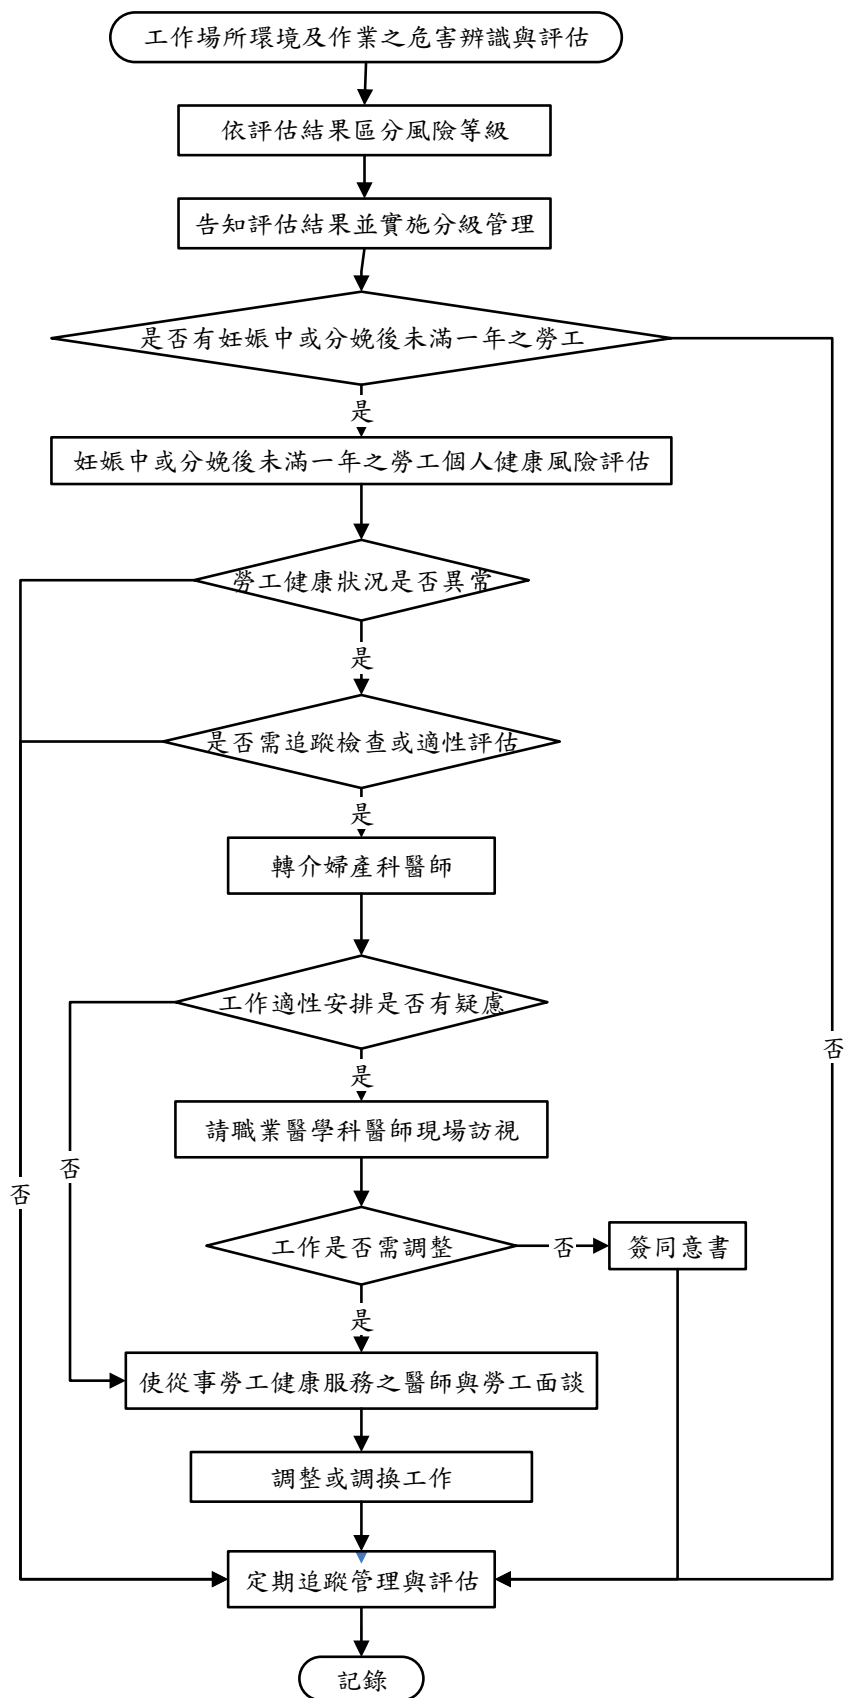 工作場所環境及作業之危害辨識與評估
依評估結果區分風險等級
告知評估結果並實施分級管理
是否有妊娠中或分娩後未滿一年之勞工
是
妊娠中或分娩後未滿一年之勞工個人健康風險評估
勞工健康狀況是否異常
是
是否需追蹤檢查或適性評估
是
轉介婦產科醫師
工作適性安排是否有疑慮
否
是
請職業醫學科醫師現場訪視
否
否
工作是否需調整
否
簽同意書
是
使從事勞工健康服務之醫師與勞工面談
調整或調換工作
定期追蹤管理與評估
記錄